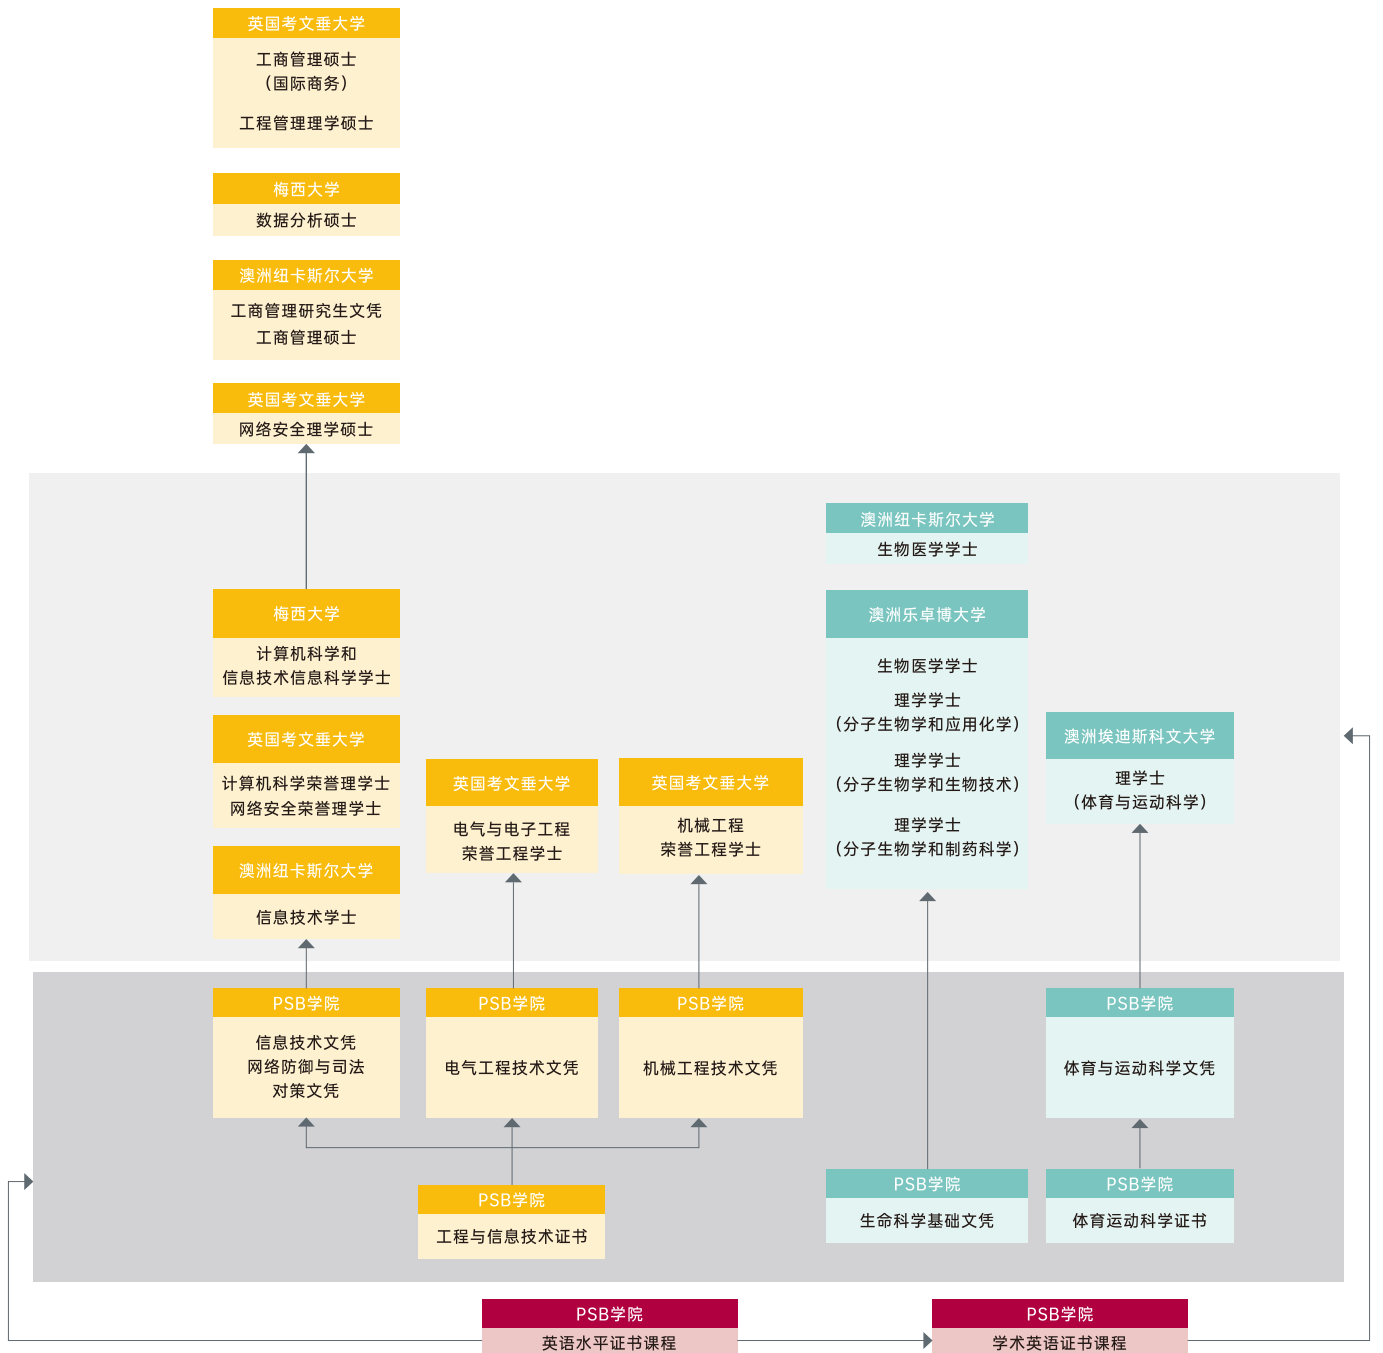 英国考文垂大学
工商管理硕士
（国际商务）
工程管理理学硕士
梅西大学
数据分析硕士
澳洲纽卡斯尔大学
工商管理研究生文凭
工商管理硕士
英国考文垂大学
网络安全理学硕士
梅西大学
计算机科学和
信息技术信息科学学士
英国考文垂大学
计算机科学荣誉理学士
网络安全荣誉理学士
澳洲纽卡斯尔大学
信息技术学士
英国考文垂大学
电气与电子工程
荣誉工程学士
英国考文垂大学
机械工程
荣誉工程学士
澳洲纽卡斯尔大学
生物医学学士
澳洲乐卓博大学
生物医学学士
理学学士
（分子生物学和应用化学）
理学学士
（分子生物学和生物技术）
理学学士
（分子生物学和制药科学）
澳洲埃迪斯科文大学
理学士
（体育与运动科学）
PSB学院
信息技术文凭
网络防御与司法
对策文凭
PSB学院
电气工程技术文凭
PSB学院
机械工程技术文凭
PSB学院
体育与运动科学文凭
PSB学院
工程与信息技术证书
PSB学院
生命科学基础文凭
PSB学院
体育运动科学证书
PSB学院
英语水平证书课程
PSB学院
学术英语证书课程